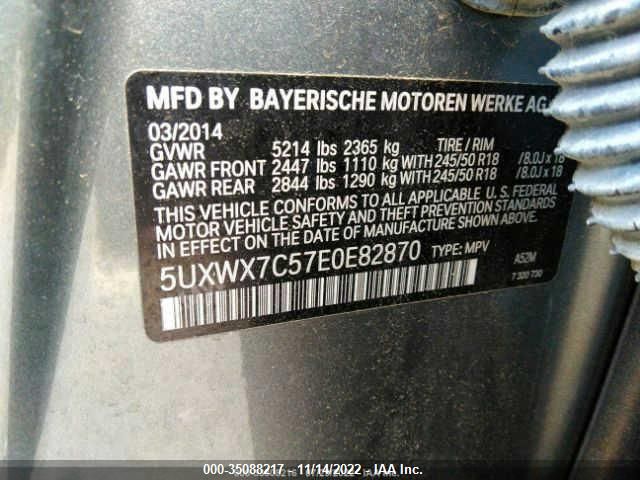 MFD BY BAYERISCHE MOTOREN WERKE AG
03/2014
GVWR 5214 lbs 2365 kg TIRE / RIM
GAWR FRONT 2447 lbs 1110 kg WITH 245/50 R18 /8.0J x 18
GAWR REAR 2844 lbs 1290 kg WITH 245/50 R18 /8.0J x 18
THIS VEHICLE CONFORMS TO ALL APPLICABLE U.S. FEDERAL
MOTOR VEHICLE SAFETY AND THEFT PREVENTION STANDARDS
IN EFFECT ON THE DATE OF MANUFACTURE SHOWN ABOVE.
5UXWX7C57E0E82870 TYPE: MPV A52M
7 320 730
000-35088217 - 11/14/2022 - IAA Inc.